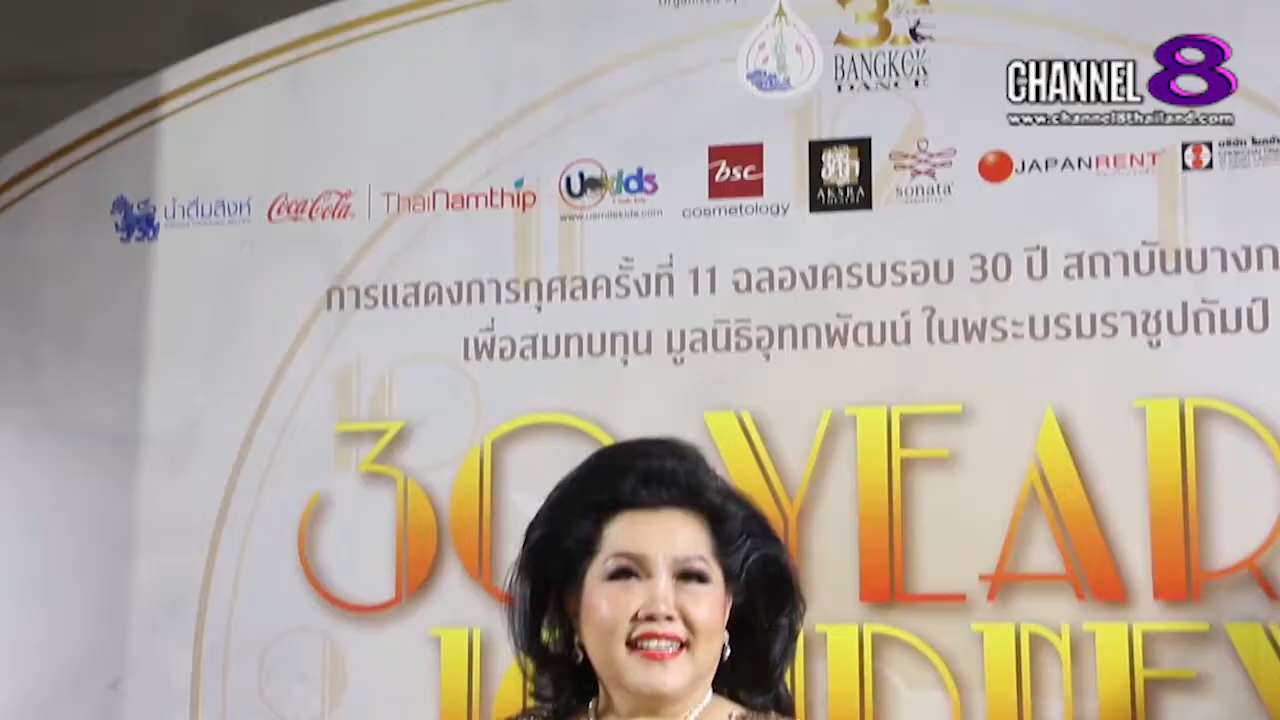 Organized by
BANGKOK
DANCE
CHANNEL 8
www.channel8thailand.com
น้ำดื่มสิงห์
Coca-Cola
ThaiNamthip
bsc
cosmetology
AKARA
sonata
JAPANRENT
การแสดงการกุศลครั้งที่ 11 ฉลองครบรอบ 30 ปี สถาบันบางก
เพื่อสมทบทุน มูลนิธิอุทกพัฒน์ ในพระบรมราชูปถัมป์
30 YEAR